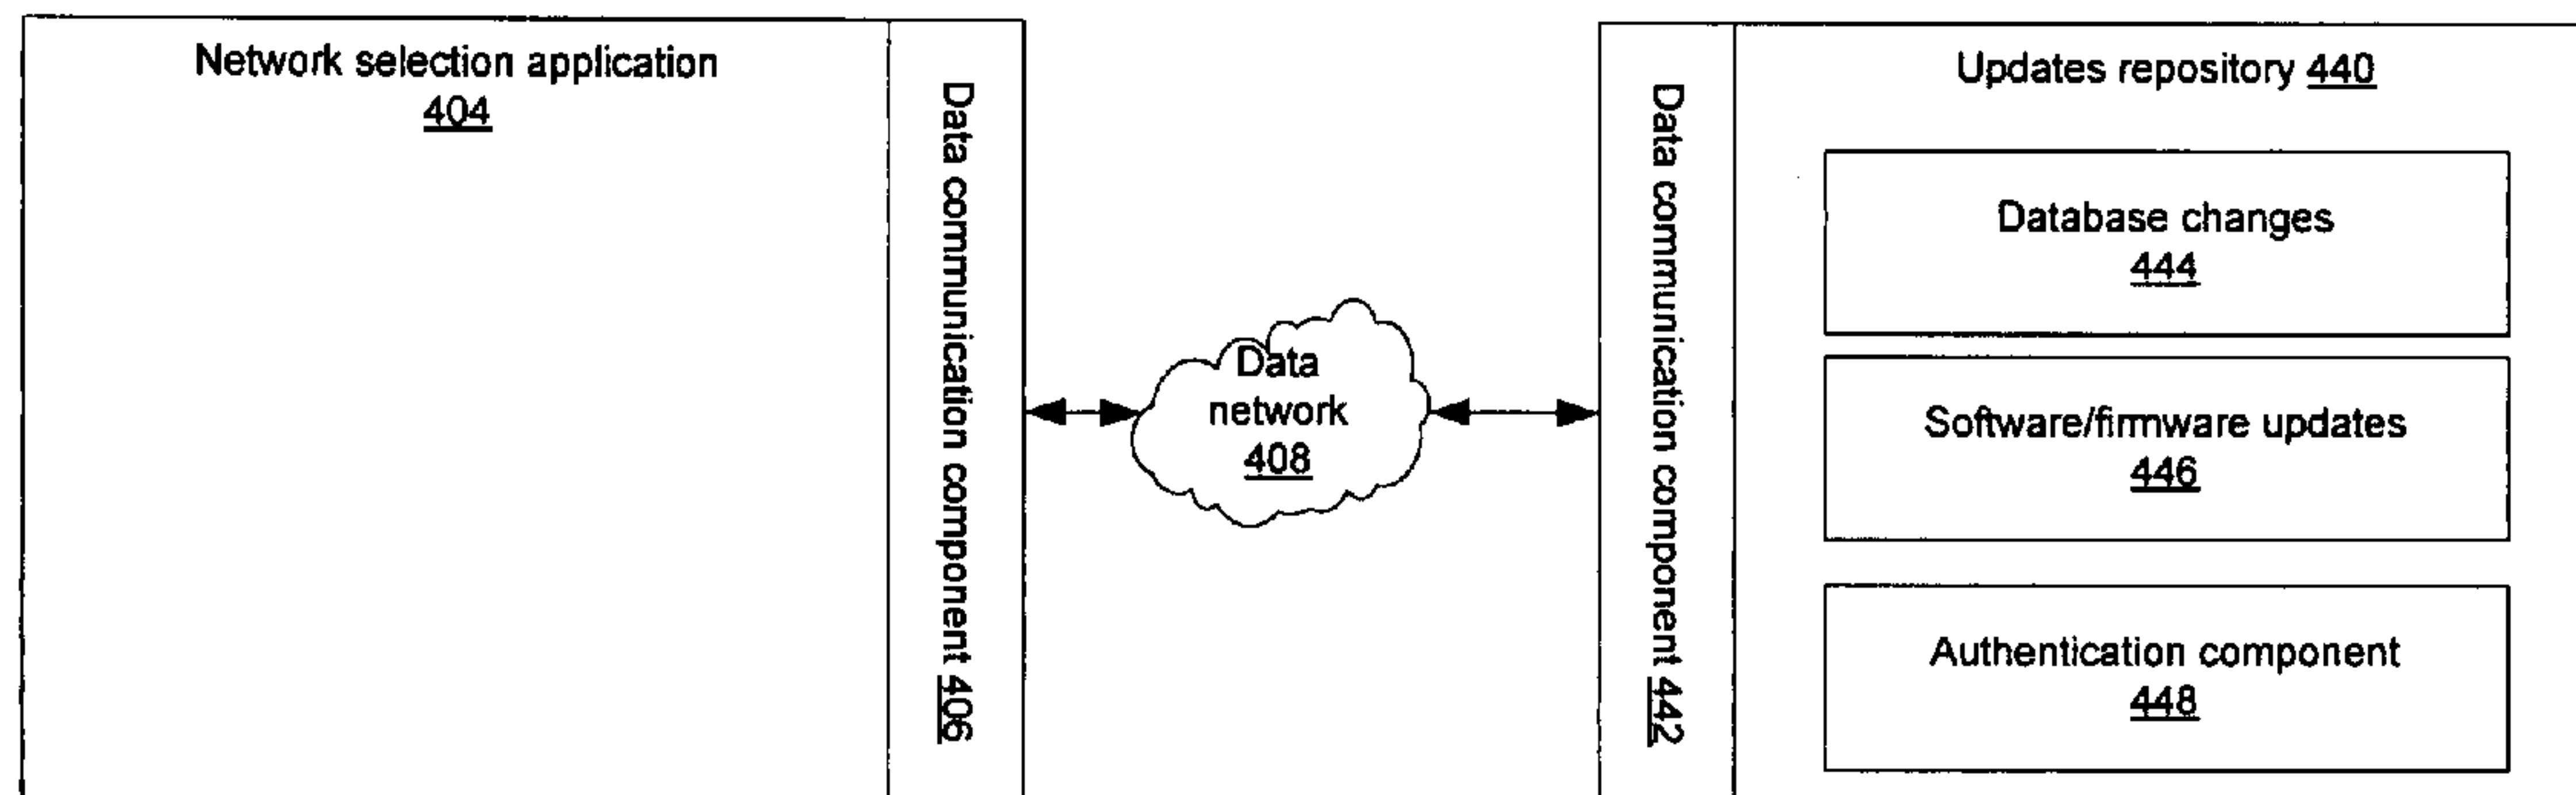 Network selection application
404
Data communication component 406
Data
network
408
Data communication component 442
Updates repository 440
Database changes
444
Software/firmware updates
446
Authentication component
448